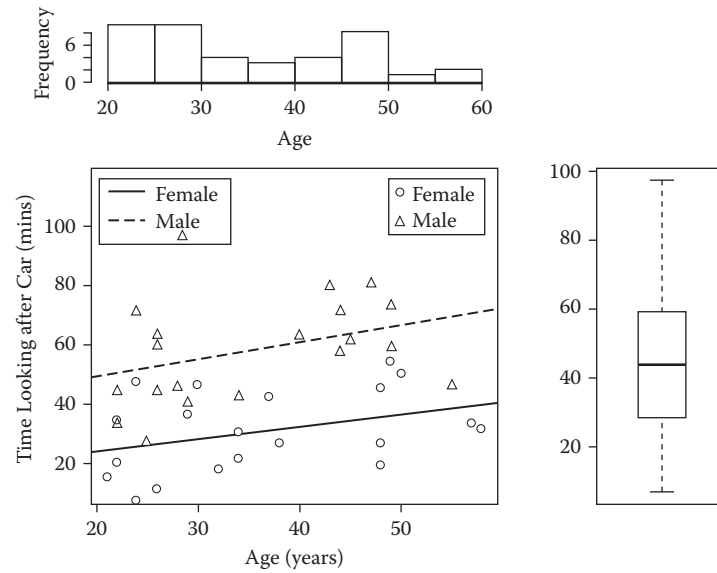 Frequency
6
0
20 30 40 50 60
Age
Time Looking after Car (mins)
Female
Male
Female
Male
100
80
60
40
20
20 30 40 50
Age (years)
100
80
60
40
20